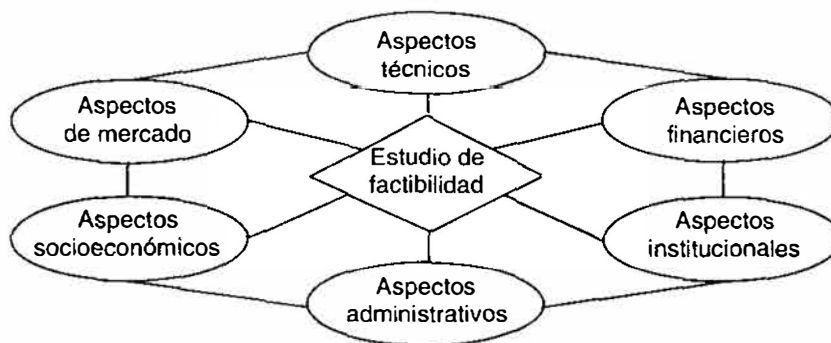 Aspectos
técnicos
Aspectos
de mercado
Aspectos
financieros
Estudio de
factibilidad
Aspectos
socioeconómicos
Aspectos
institucionales
Aspectos
administrativos